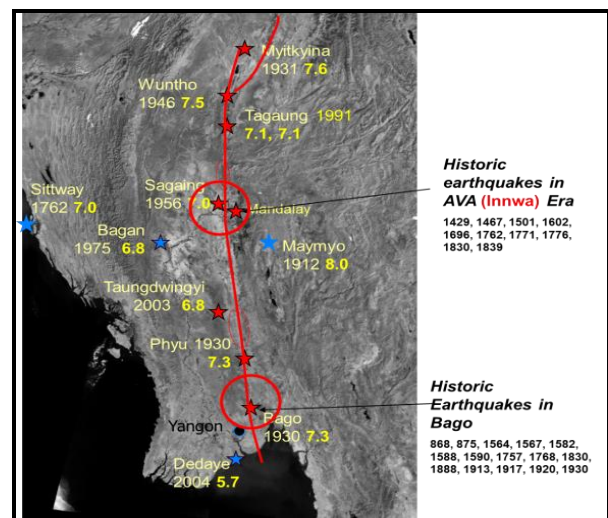 Myitkyina
1931 7.6
Wuntho
1946 7.5
Tagaung 1991
7.1, 7.1
Sagaing
1956 7.0
Mandalay
Sittway
1762 7.0
Bagan
1975 6.8
Maymyo
1912 8.0
Taungdwingyi
2003 6.8
Phyu 1930
7.3
Bago
1930 7.3
Yangon
Dedaye
2004 5.7
Historic
earthquakes in
AVA (Innwa) Era
1429, 1467, 1501, 1602,
1696, 1762, 1771, 1776,
1830, 1839
Historic
Earthquakes in
Bago
868, 875, 1564, 1567, 1582,
1588, 1590, 1757, 1768, 1830,
1888, 1913, 1917, 1920, 1930